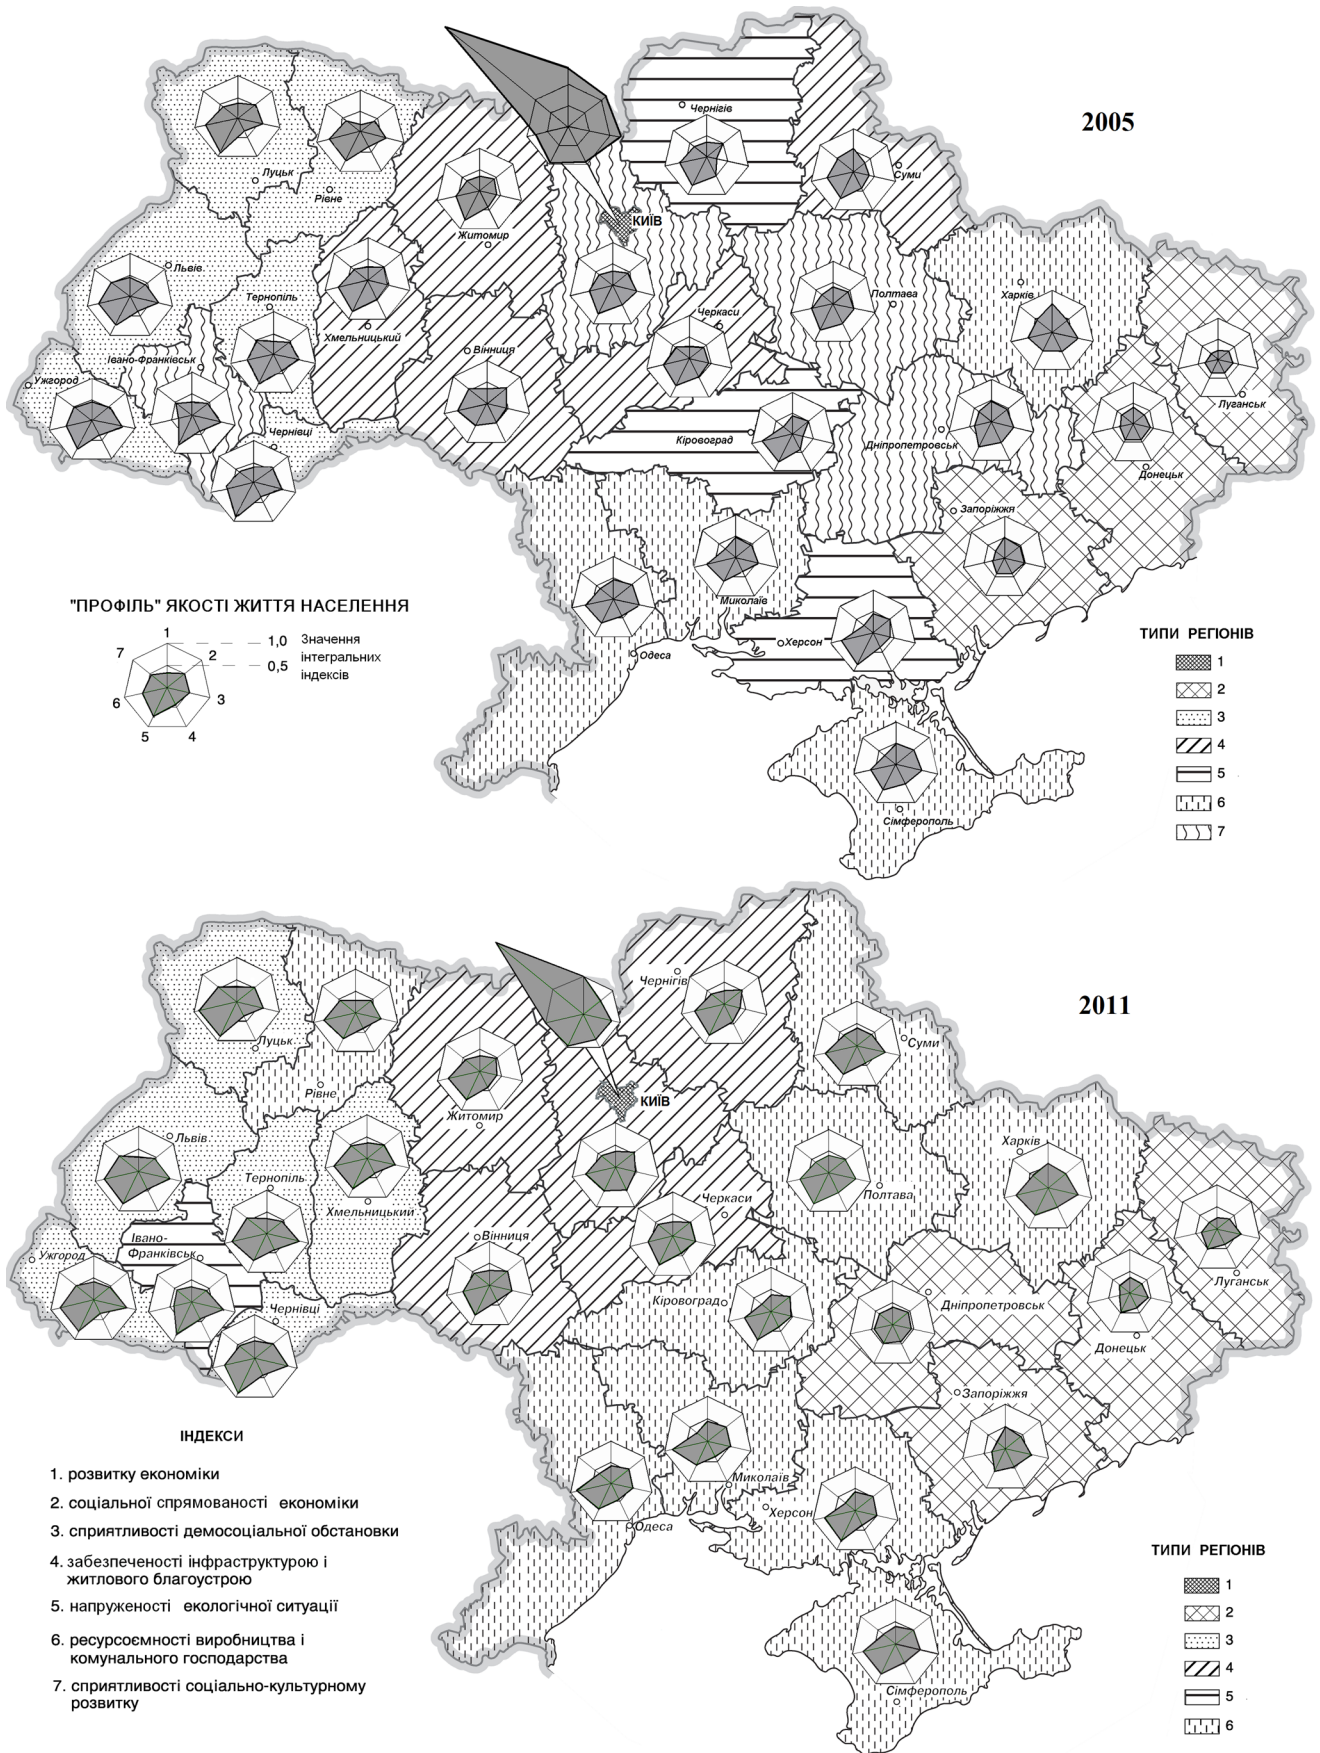 2005
Чернігів
Суми
Луцьк
Рівне
Житомир
КИЇВ
Львів
Тернопіль
Хмельницький
Вінниця
Черкаси
Полтава
Харків
Івано-Франківськ
Ужгород
Чернівці
Кіровоград
Дніпропетровськ
Луганськ
Донецьк
Запоріжжя
Миколаїв
Херсон
Одеса
Сімферополь
"ПРОФІЛЬ" ЯКОСТІ ЖИТТЯ НАСЕЛЕННЯ
1
2
3
4
5
6
7
1,0
0,5
Значення
інтегральних
індексів
ТИПИ РЕГІОНІВ
1
2
3
4
5
6
7
2011
Чернігів
Суми
Луцьк
Рівне
Житомир
КИЇВ
Львів
Тернопіль
Хмельницький
Вінниця
Черкаси
Полтава
Харків
Івано-
Франківськ
Ужгород
Чернівці
Кіровоград
Дніпропетровськ
Луганськ
Донецьк
Запоріжжя
Миколаїв
Херсон
Одеса
Сімферополь
ІНДЕКСИ
1. розвитку економіки
2. соціальної спрямованості економіки
3. сприятливості демосоціальної обстановки
4. забезпеченості інфраструктурою і
житлового благоустрою
5. напруженості екологічної ситуації
6. ресурсоємності виробництва і
комунального господарства
7. сприятливості соціально-культурному
розвитку
ТИПИ РЕГІОНІВ
1
2
3
4
5
6